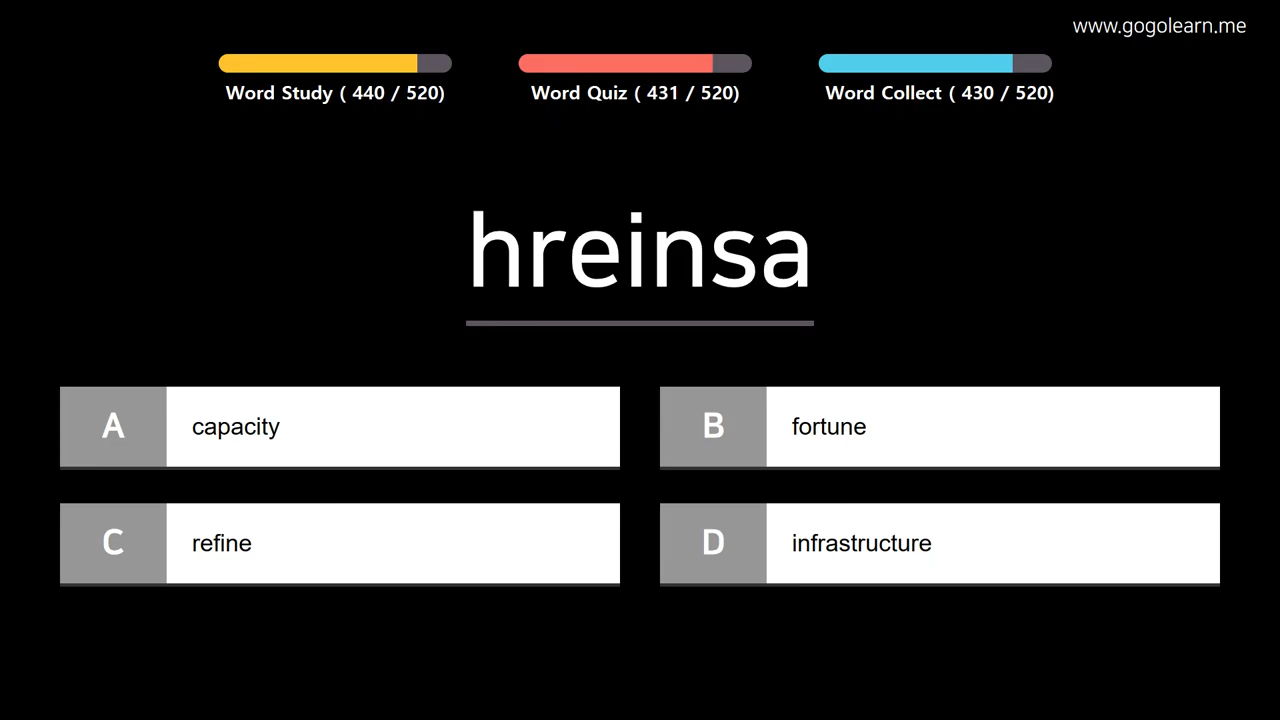 www.gogolearn.me
Word Study ( 440 / 520)
Word Quiz ( 431 / 520)
Word Collect ( 430 / 520)
hreinsa
A capacity
B fortune
C refine
D infrastructure